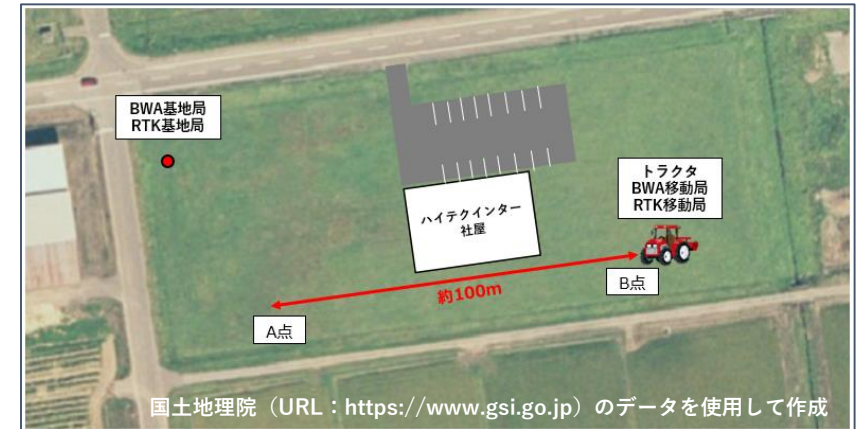 BWA基地局
RTK基地局
ハイテクインター
社屋
トラクタ
BWA移動局
RTK移動局
約100m
A点
B点
国土地理院（URL：https://www.gsi.go.jp）のデータを使用して作成